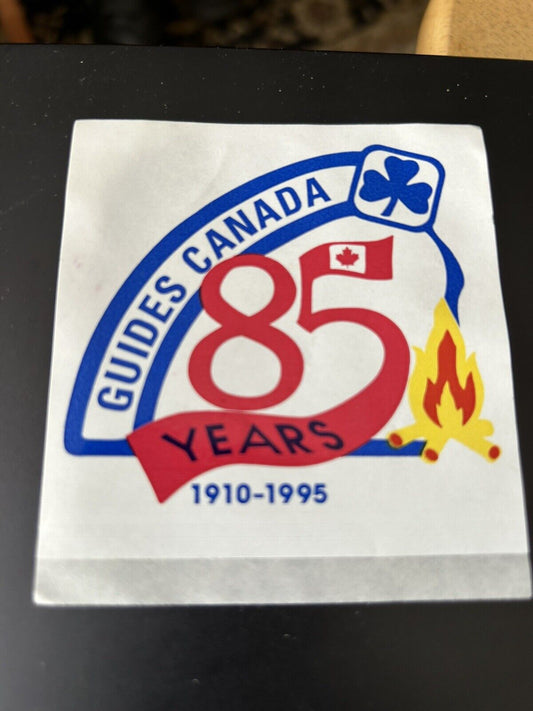 GUIDES CANADA
85
YEARS
1910-1995